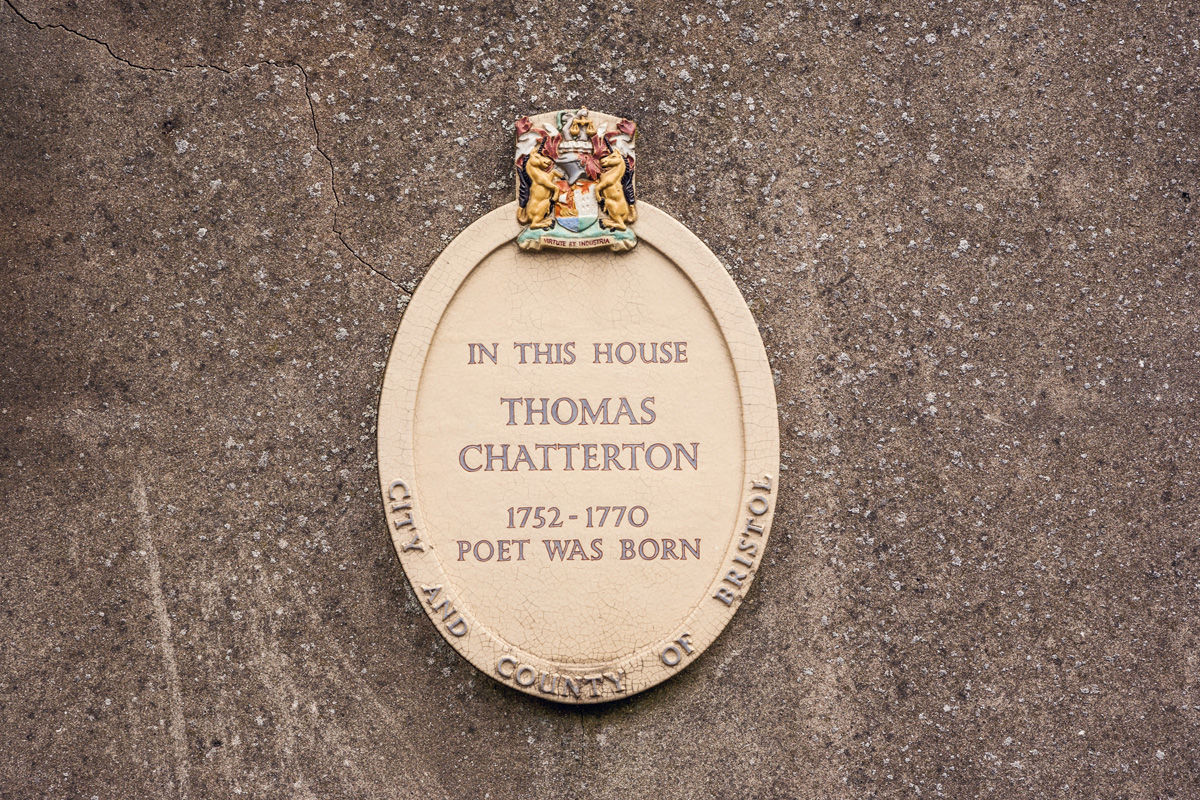 VIRTUTE ET INDUSTRIA
IN THIS HOUSE
THOMAS
CHATTERTON
1752-1770
POET WAS BORN
CITY AND COUNTY OF BRISTOL